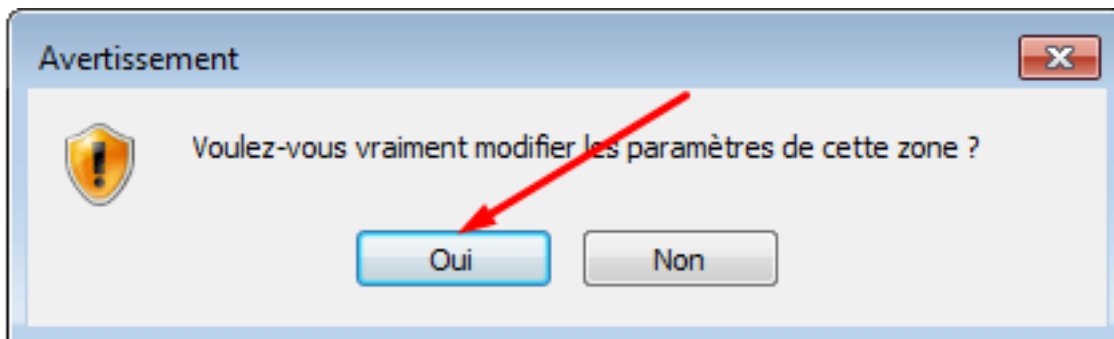 Avertissement
Voulez-vous vraiment modifier les paramètres de cette zone ?
Oui
Non